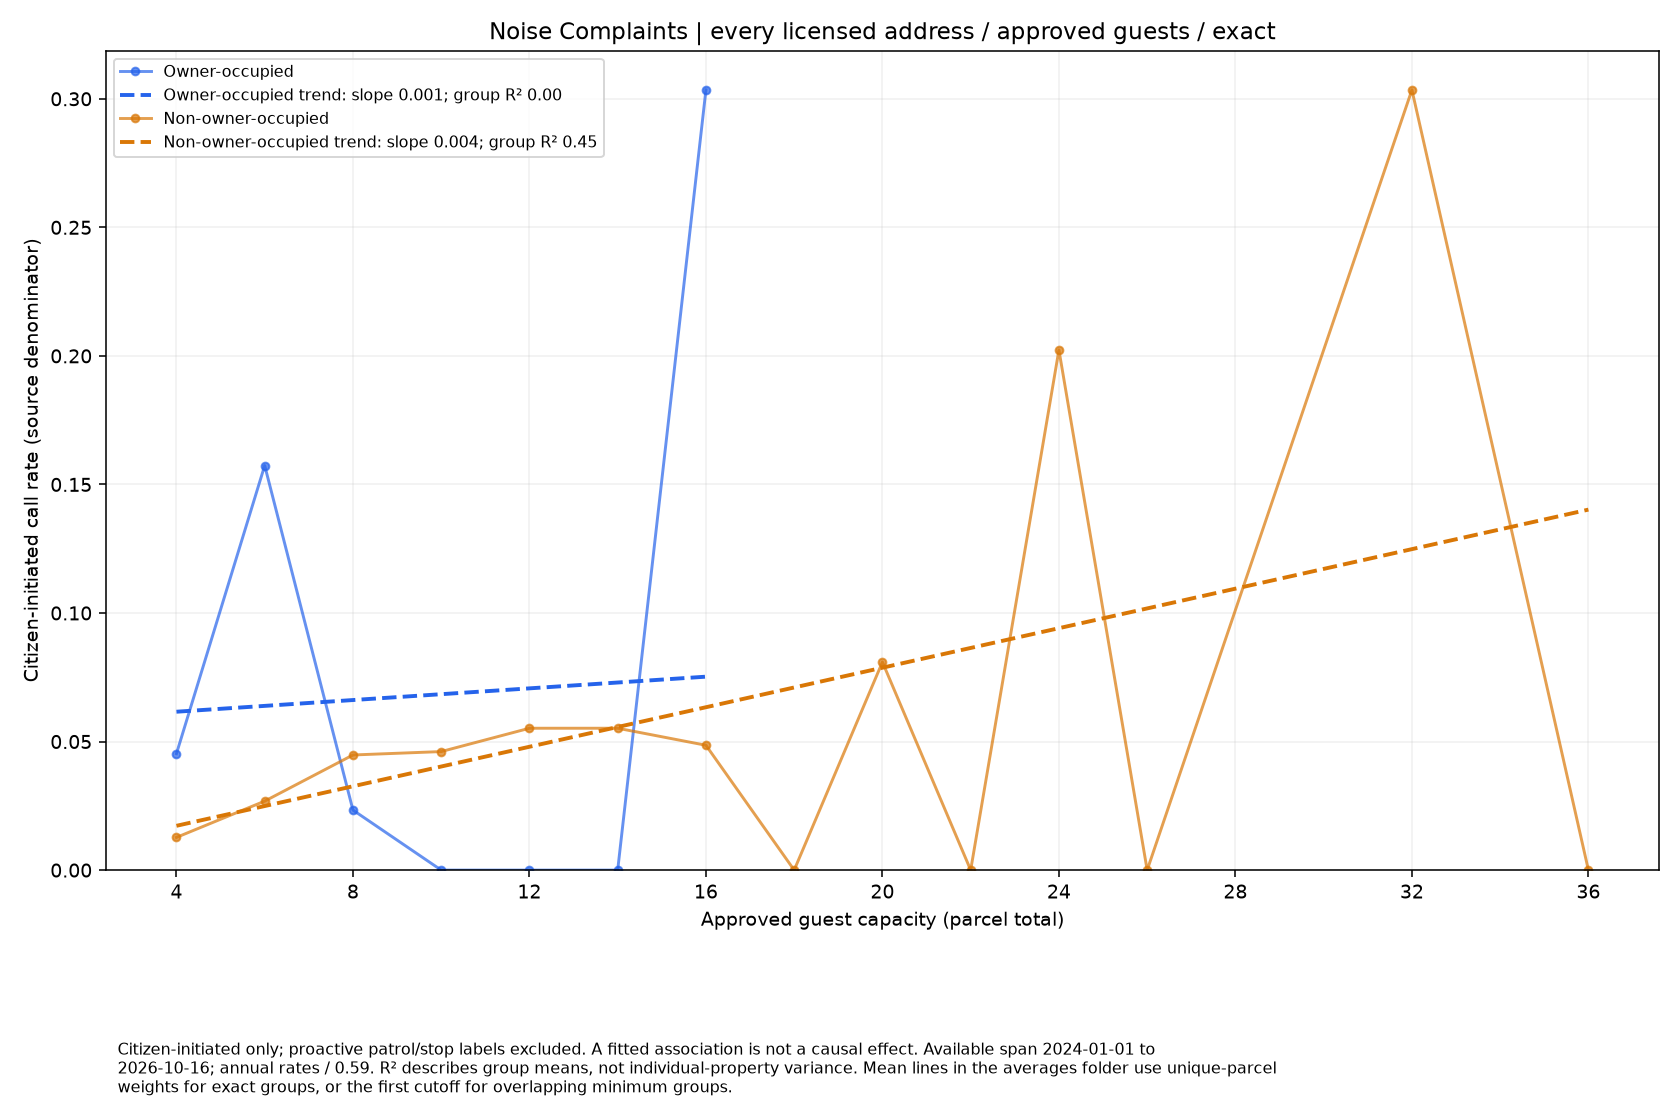 Noise Complaints | every licensed address / approved guests / exact
Owner-occupied
Owner-occupied trend: slope 0.001; group R² 0.00
Non-owner-occupied
Non-owner-occupied trend: slope 0.004; group R² 0.45
Citizen-initiated call rate (source denominator)
0.30
0.25
0.20
0.15
0.10
0.05
0.00
4 8 12 16 20 24 28 32 36
Approved guest capacity (parcel total)
Citizen-initiated only; proactive patrol/stop labels excluded. A fitted association is not a causal effect. Available span 2024-01-01 to
2026-10-16; annual rates / 0.59. R² describes group means, not individual-property variance. Mean lines in the averages folder use unique-parcel
weights for exact groups, or the first cutoff for overlapping minimum groups.